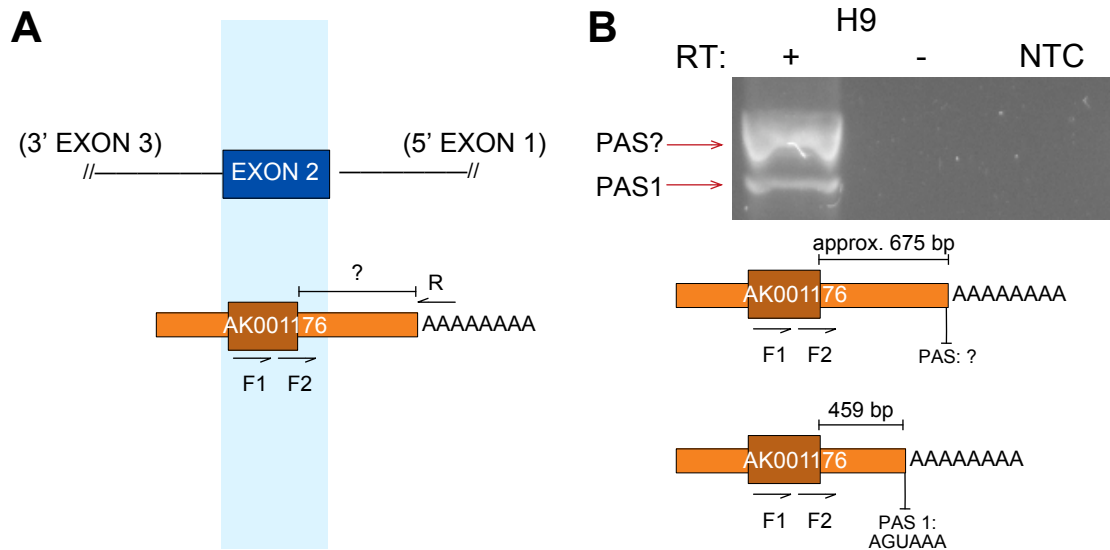 A
(3' EXON 3)
(5' EXON 1)
EXON 2
//
//
?
R
AK001176
AAAAAAAA
F1
F2
B
H9
RT:
+
-
NTC
PAS?
PAS1
approx. 675 bp
AK001176
AAAAAAAA
F1
F2
PAS: ?
459 bp
AK001176
AAAAAAAA
F1
F2
PAS 1:
AGUAAA